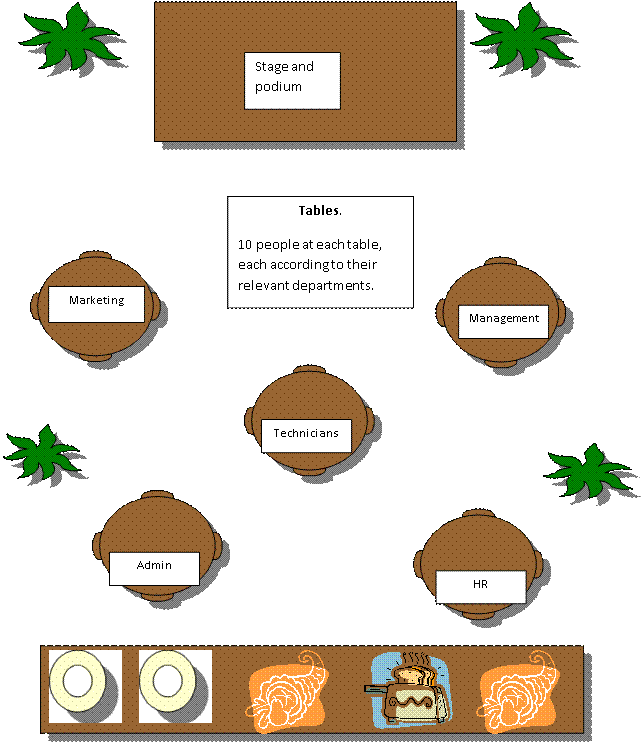 Stage and
podium
Tables.
10 people at each table,
each according to their
relevant departments.
Marketing
Management
Technicians
Admin
HR